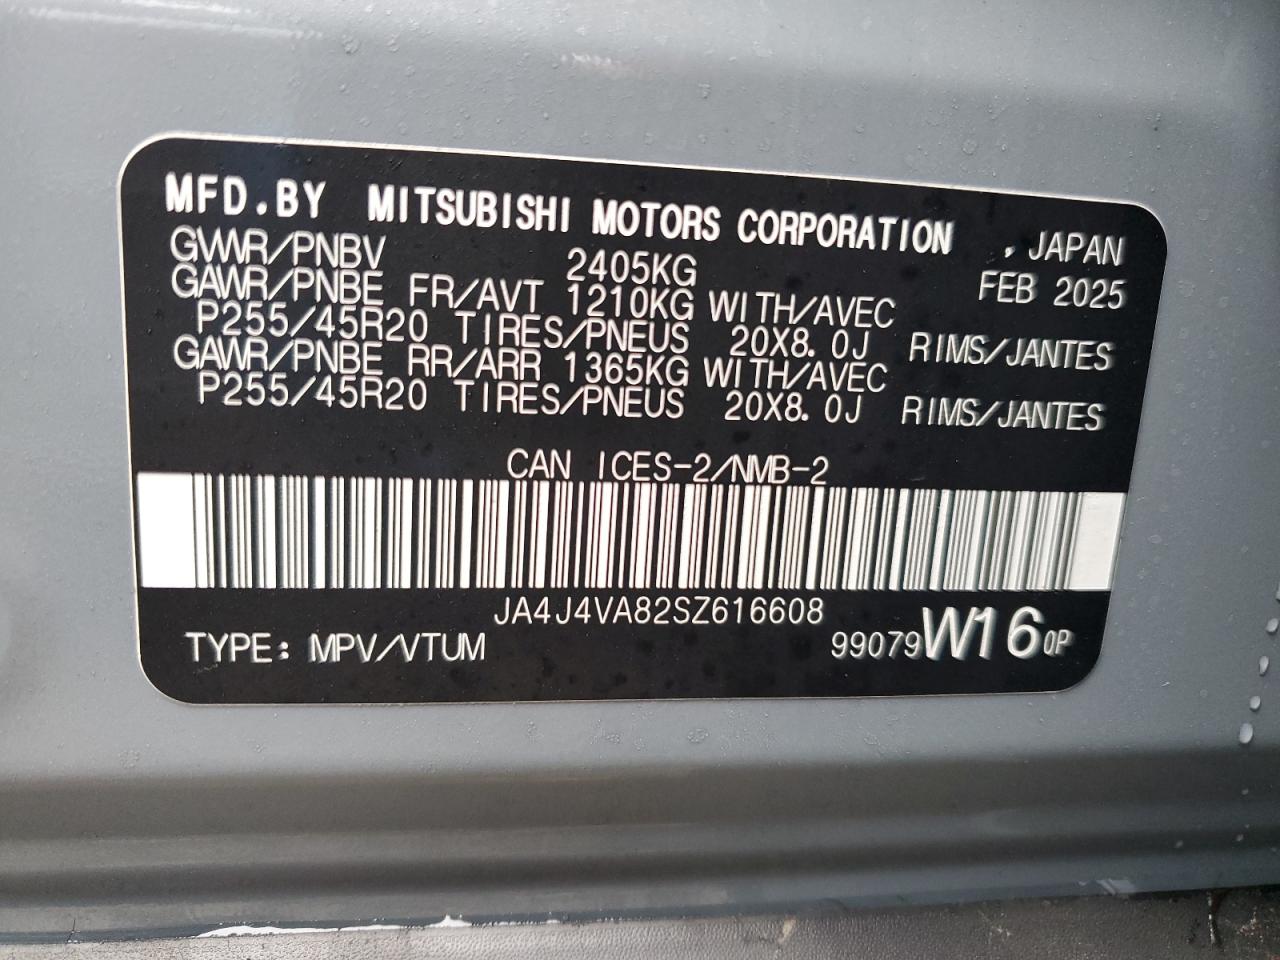 MFD.BY MITSUBISHI MOTORS CORPORATION , JAPAN
GVWR/PNBV 2405KG FEB 2025
GAWR/PNBE FR/AVT 1210KG WITH/AVEC
P255/45R20 TIRES/PNEUS 20X8.0J RIMS/JANTES
GAWR/PNBE RR/ARR 1365KG WITH/AVEC
P255/45R20 TIRES/PNEUS 20X8.0J RIMS/JANTES
CAN ICES-2/NMB-2
JA4J4VA82SZ616608
TYPE: MPV/VTUM 99079W160P